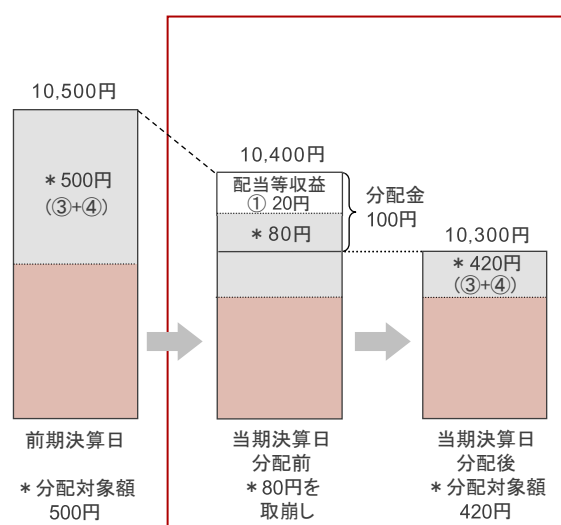 10,500円
＊500円
(③+④)
前期決算日
＊分配対象額
500円
10,400円
配当等収益
① 20円
＊80円
分配金
100円
当期決算日
分配前
＊80円を
取崩し
10,300円
＊420円
(③+④)
当期決算日
分配後
＊分配対象額
420円